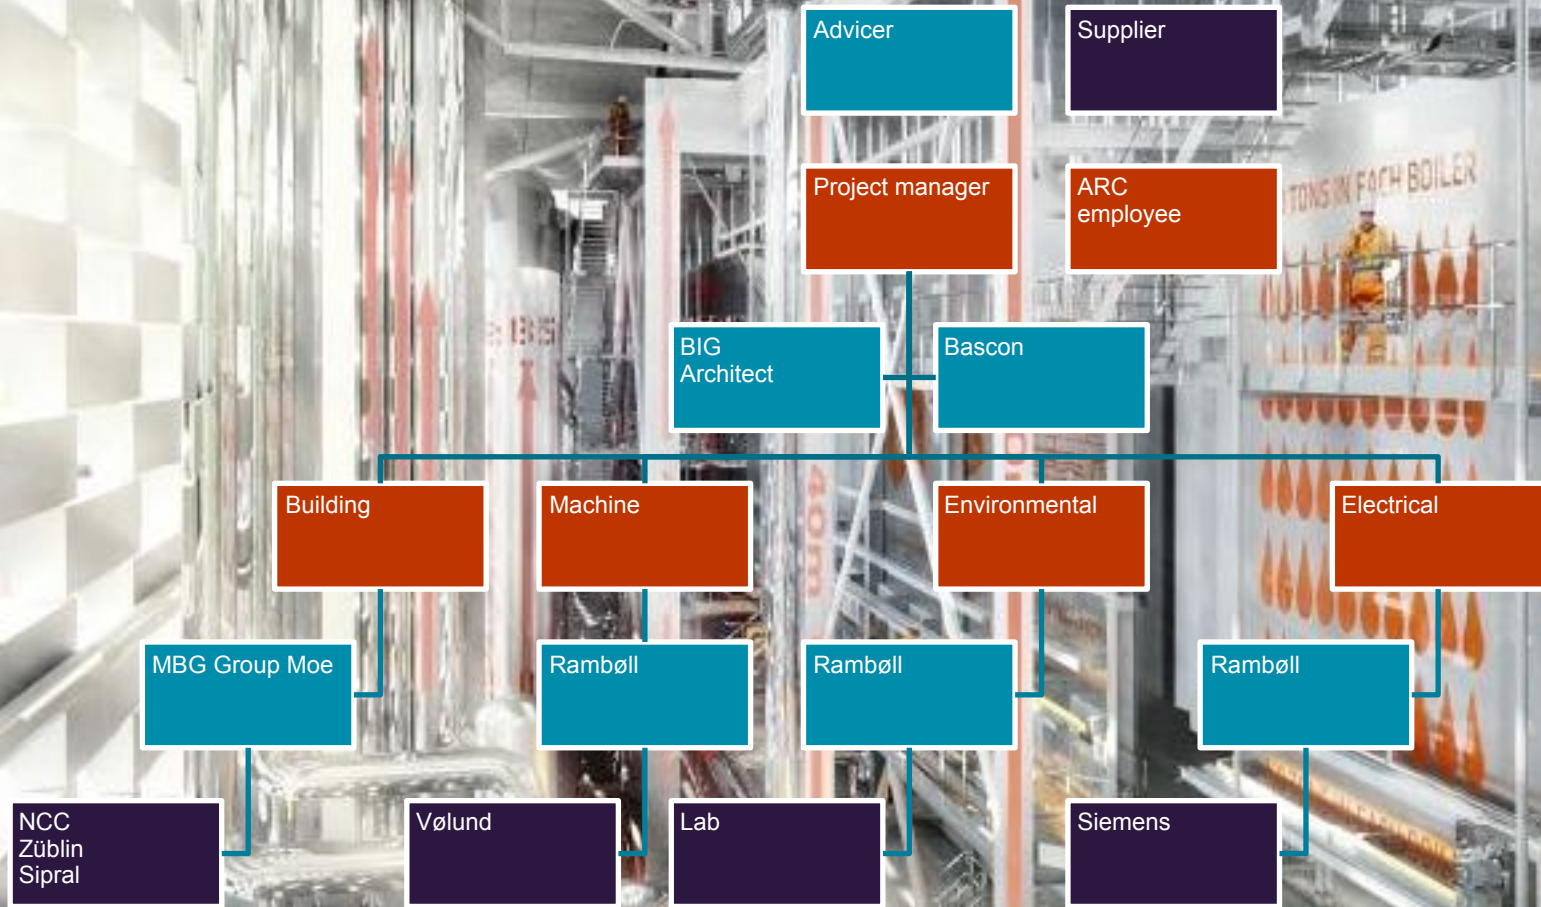 Advicer
Supplier
Project manager
ARC
employee
TONS IN EACH BOILER
BIG
Architect
Bascon
Building
Machine
Environmental
Electrical
40m
MBG Group Moe
Rambøll
Rambøll
Rambøll
NCC
Züblin
Sipral
Vølund
Lab
Siemens